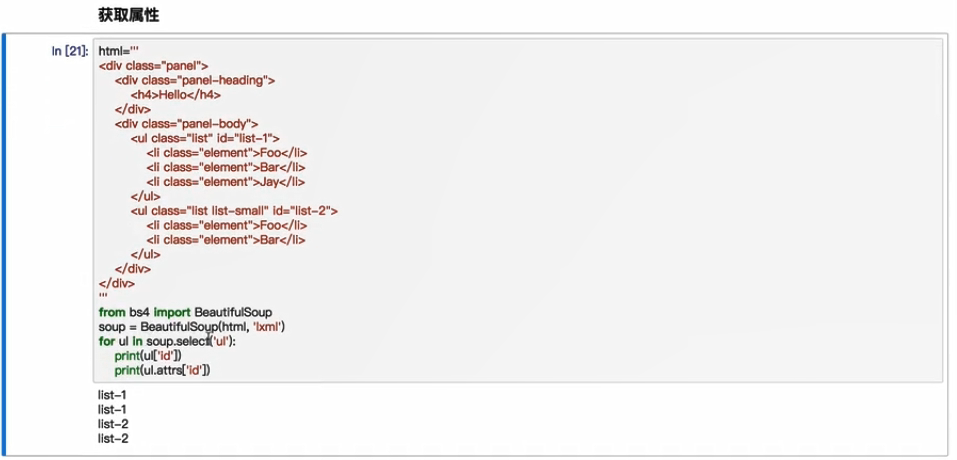 获取属性
In [21]: html='''
<div class="panel">
    <div class="panel-heading">
        <h4>Hello</h4>
    </div>
    <div class="panel-body">
        <ul class="list" id="list-1">
            <li class="element">Foo</li>
            <li class="element">Bar</li>
            <li class="element">Jay</li>
        </ul>
        <ul class="list list-small" id="list-2">
            <li class="element">Foo</li>
            <li class="element">Bar</li>
        </ul>
    </div>
</div>
'''
from bs4 import BeautifulSoup
soup = BeautifulSoup(html, 'lxml')
for ul in soup.select('ul'):
    print(ul['id'])
    print(ul.attrs['id'])
list-1
list-1
list-2
list-2